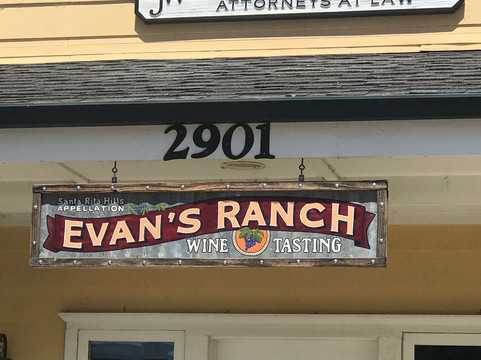 ATTORNEYS AT LAW
2901
Santa Rita Hills
APPELLATION
EVAN'S RANCH
WINE TASTING